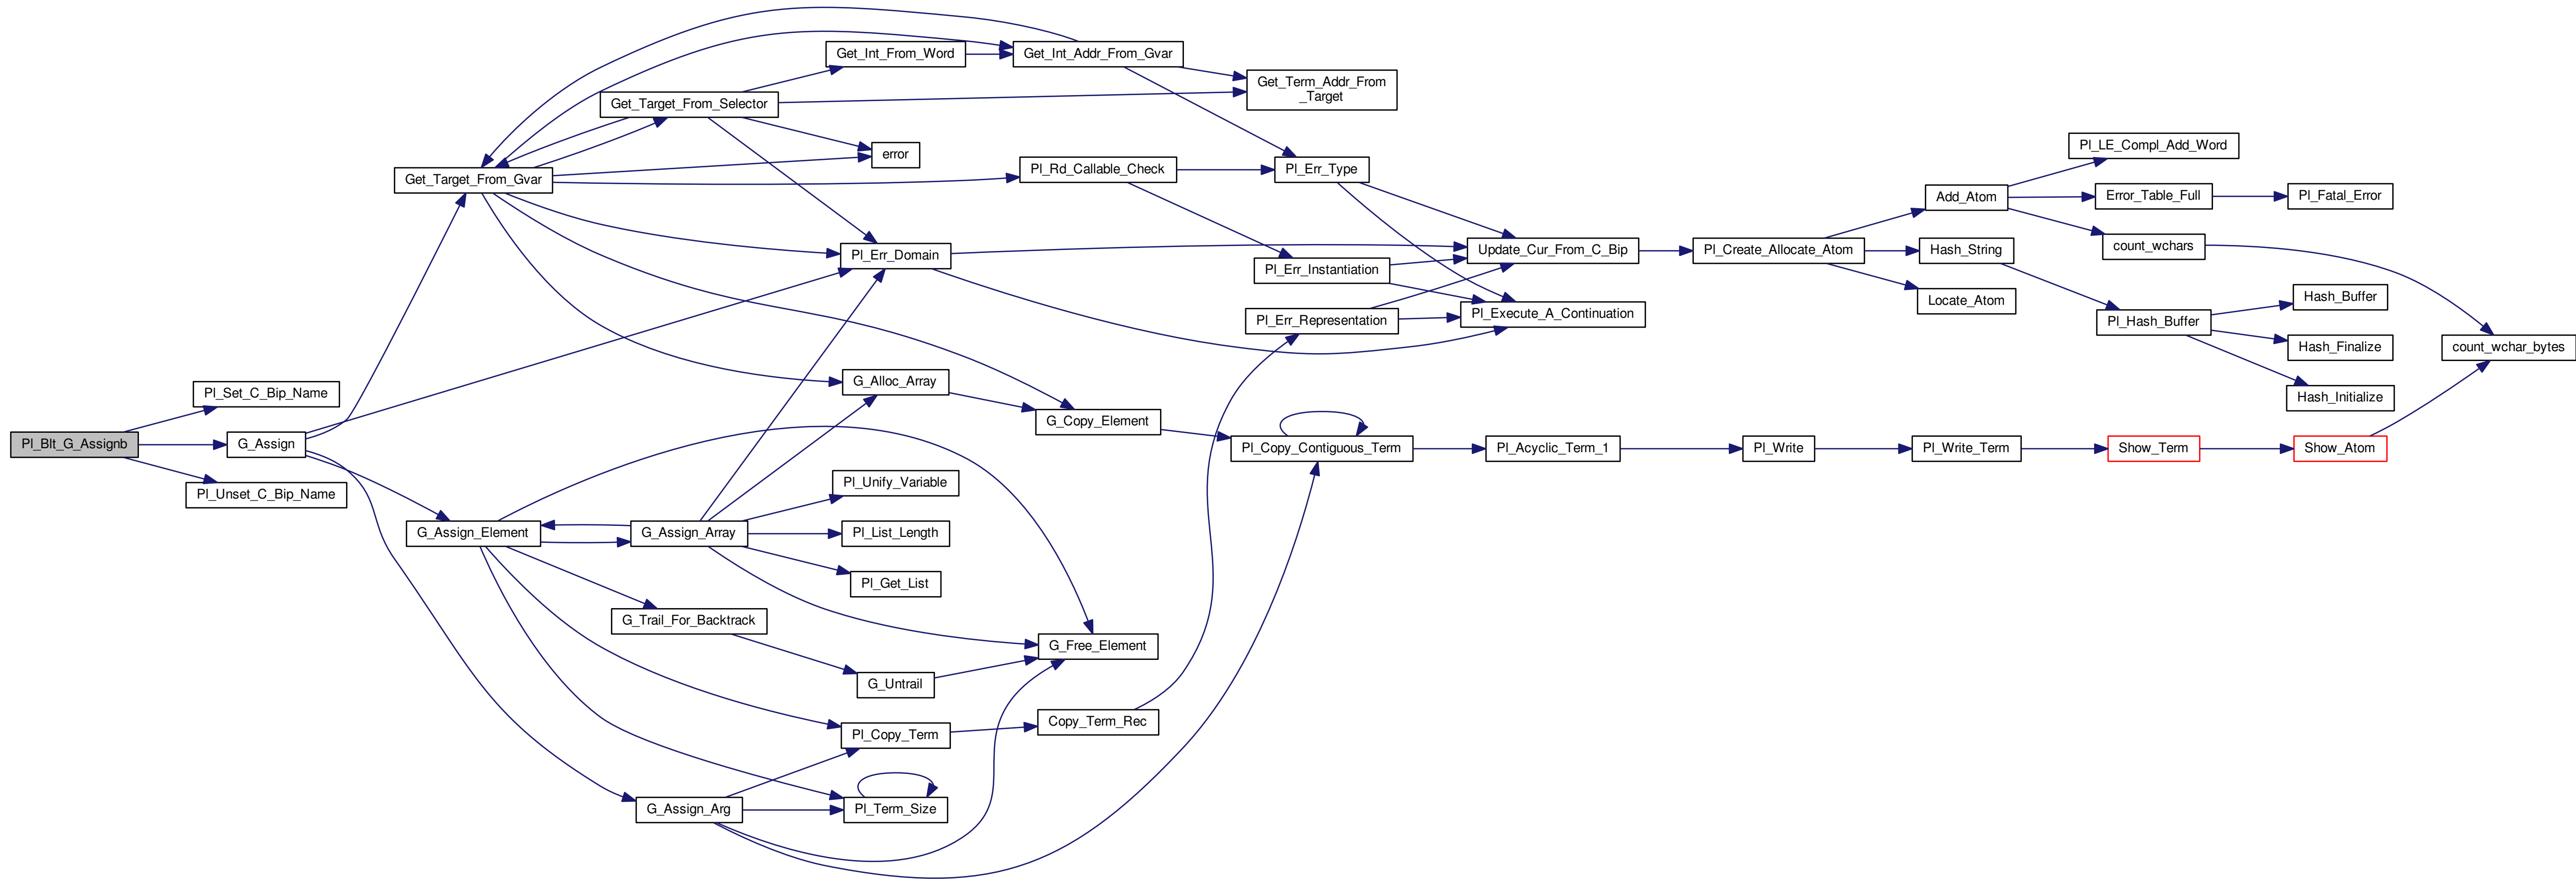 Pl_Blt_G_Assignb
Pl_Set_C_Bip_Name
G_Assign
Pl_Unset_C_Bip_Name
Get_Target_From_Gvar
G_Assign_Element
Get_Target_From_Selector
G_Assign_Array
G_Trail_For_Backtrack
G_Assign_Arg
Get_Int_From_Word
error
Pl_Err_Domain
G_Alloc_Array
Pl_Unify_Variable
Pl_List_Length
Pl_Get_List
G_Untrail
Pl_Copy_Term
Pl_Term_Size
Get_Int_Addr_From_Gvar
Pl_Rd_Callable_Check
G_Copy_Element
G_Free_Element
Copy_Term_Rec
Get_Term_Addr_From
_Target
Pl_Err_Type
Pl_Err_Instantiation
Pl_Err_Representation
Pl_Copy_Contiguous_Term
Update_Cur_From_C_Bip
Pl_Execute_A_Continuation
Pl_Acyclic_Term_1
Pl_Create_Allocate_Atom
Pl_Write
Add_Atom
Hash_String
Locate_Atom
Pl_Write_Term
Pl_LE_Compl_Add_Word
Error_Table_Full
count_wchars
Pl_Hash_Buffer
Show_Term
Pl_Fatal_Error
Hash_Buffer
Hash_Finalize
Hash_Initialize
Show_Atom
count_wchar_bytes